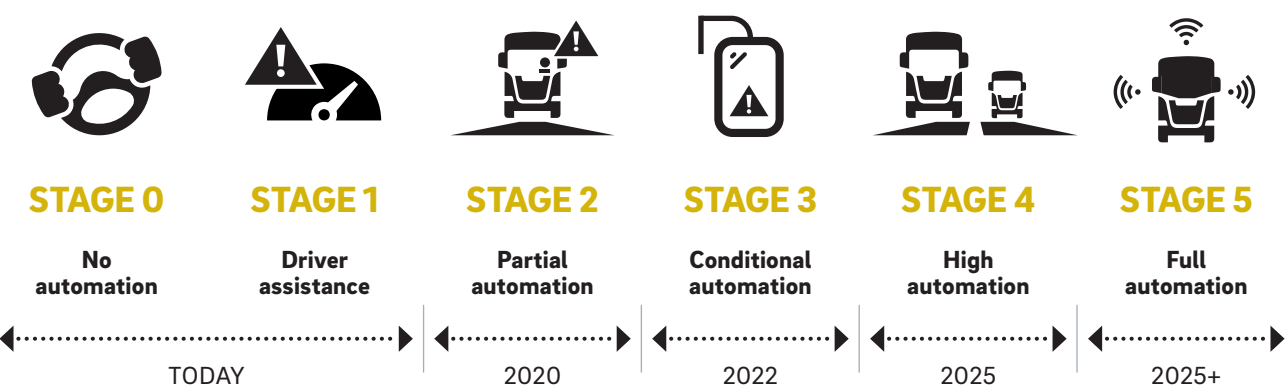 STAGE 0
STAGE 1
STAGE 2
STAGE 3
STAGE 4
STAGE 5
No
automation
Driver
assistance
Partial
automation
Conditional
automation
High
automation
Full
automation
TODAY
2020
2022
2025
2025+